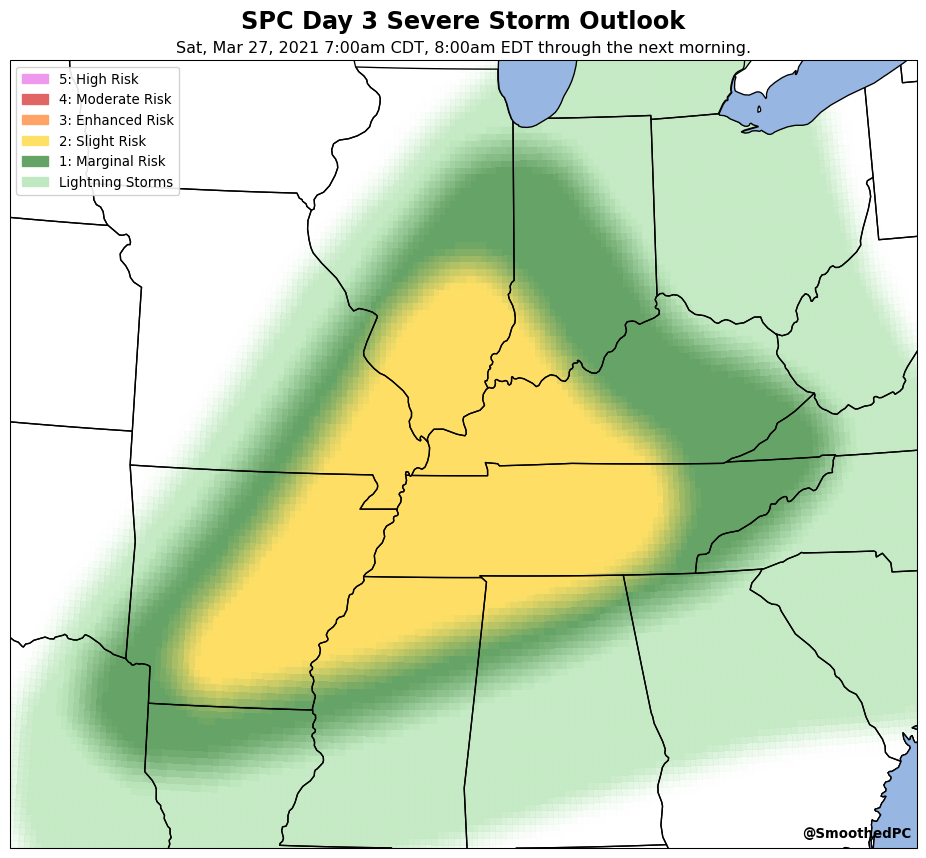 SPC Day 3 Severe Storm Outlook
Sat, Mar 27, 2021 7:00am CDT, 8:00am EDT through the next morning.
5: High Risk
4: Moderate Risk
3: Enhanced Risk
2: Slight Risk
1: Marginal Risk
Lightning Storms
@SmoothedPC